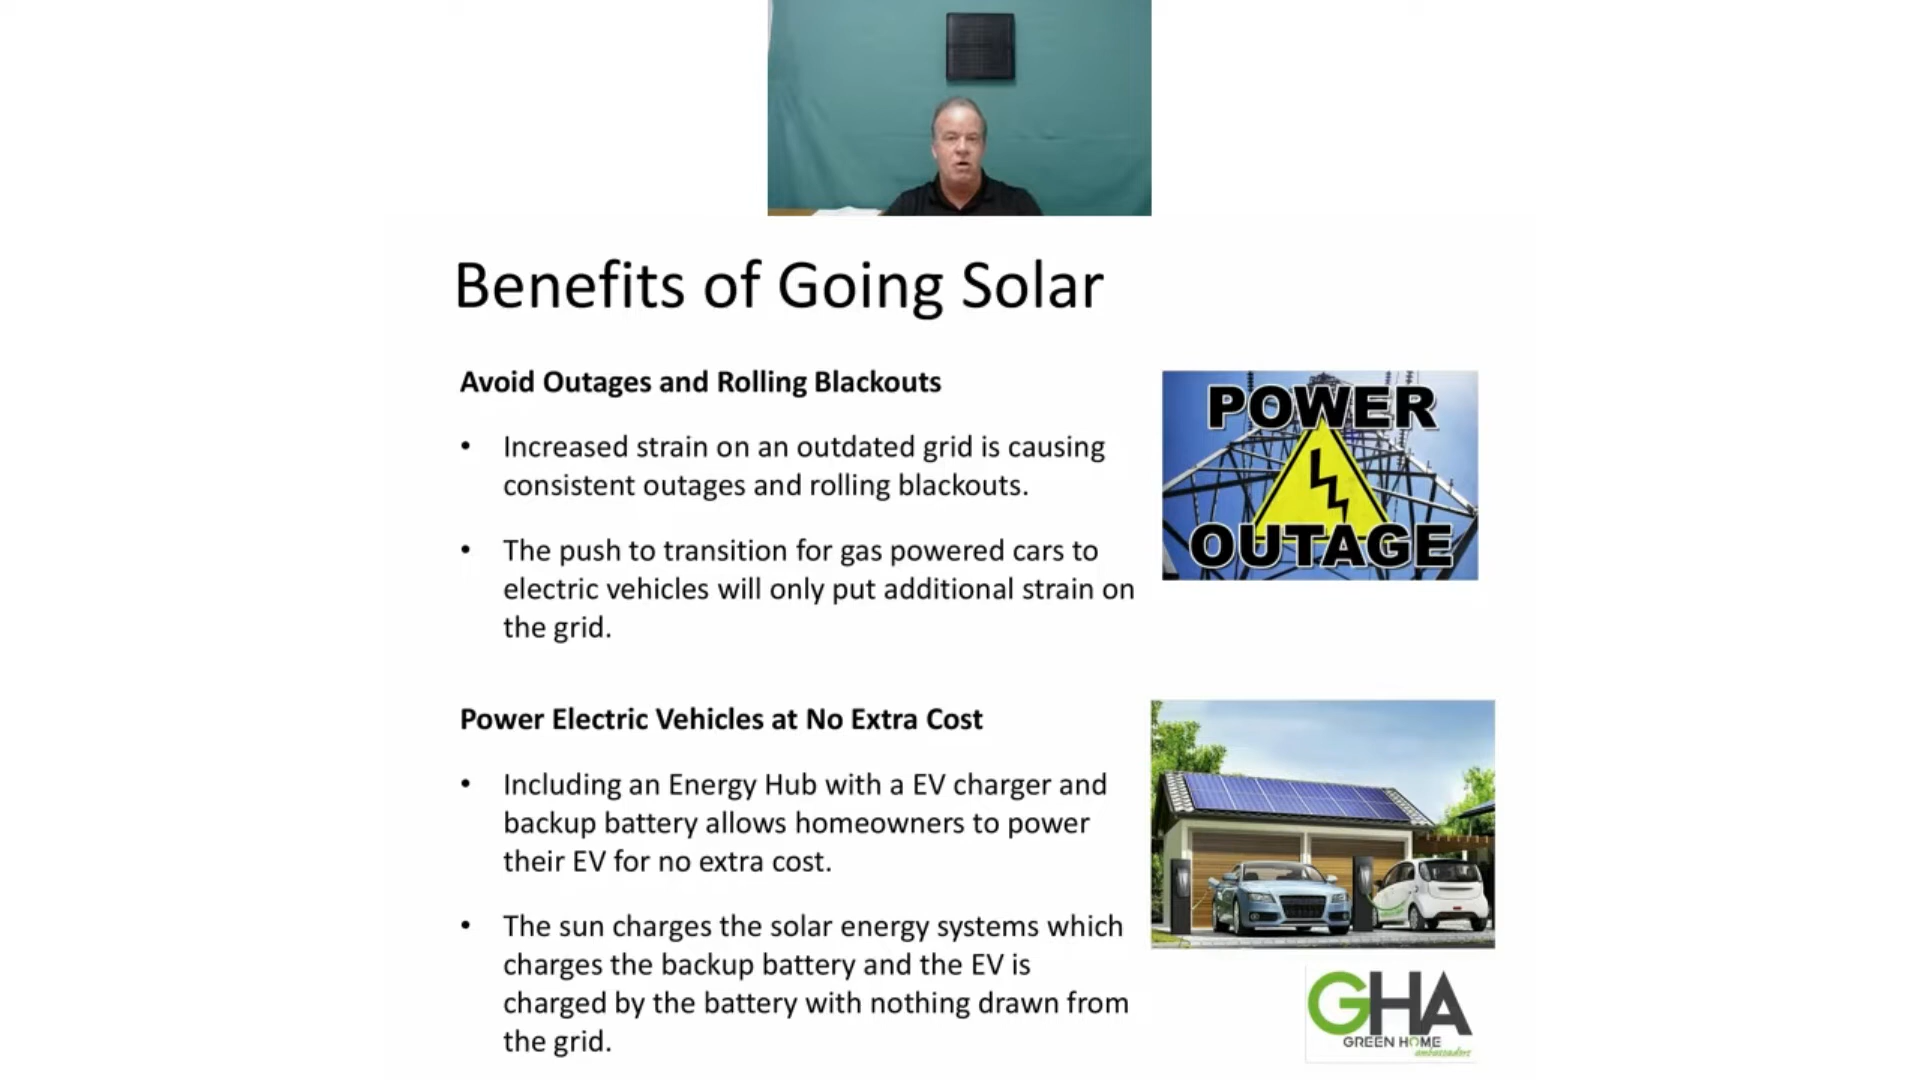 Benefits of Going Solar
Avoid Outages and Rolling Blackouts
• Increased strain on an outdated grid is causing
consistent outages and rolling blackouts.
• The push to transition for gas powered cars to
electric vehicles will only put additional strain on
the grid.
POWER
OUTAGE
Power Electric Vehicles at No Extra Cost
• Including an Energy Hub with a EV charger and
backup battery allows homeowners to power
their EV for no extra cost.
• The sun charges the solar energy systems which
charges the backup battery and the EV is
charged by the battery with nothing drawn from
the grid.
GHA
GREEN HOME
ambassadors